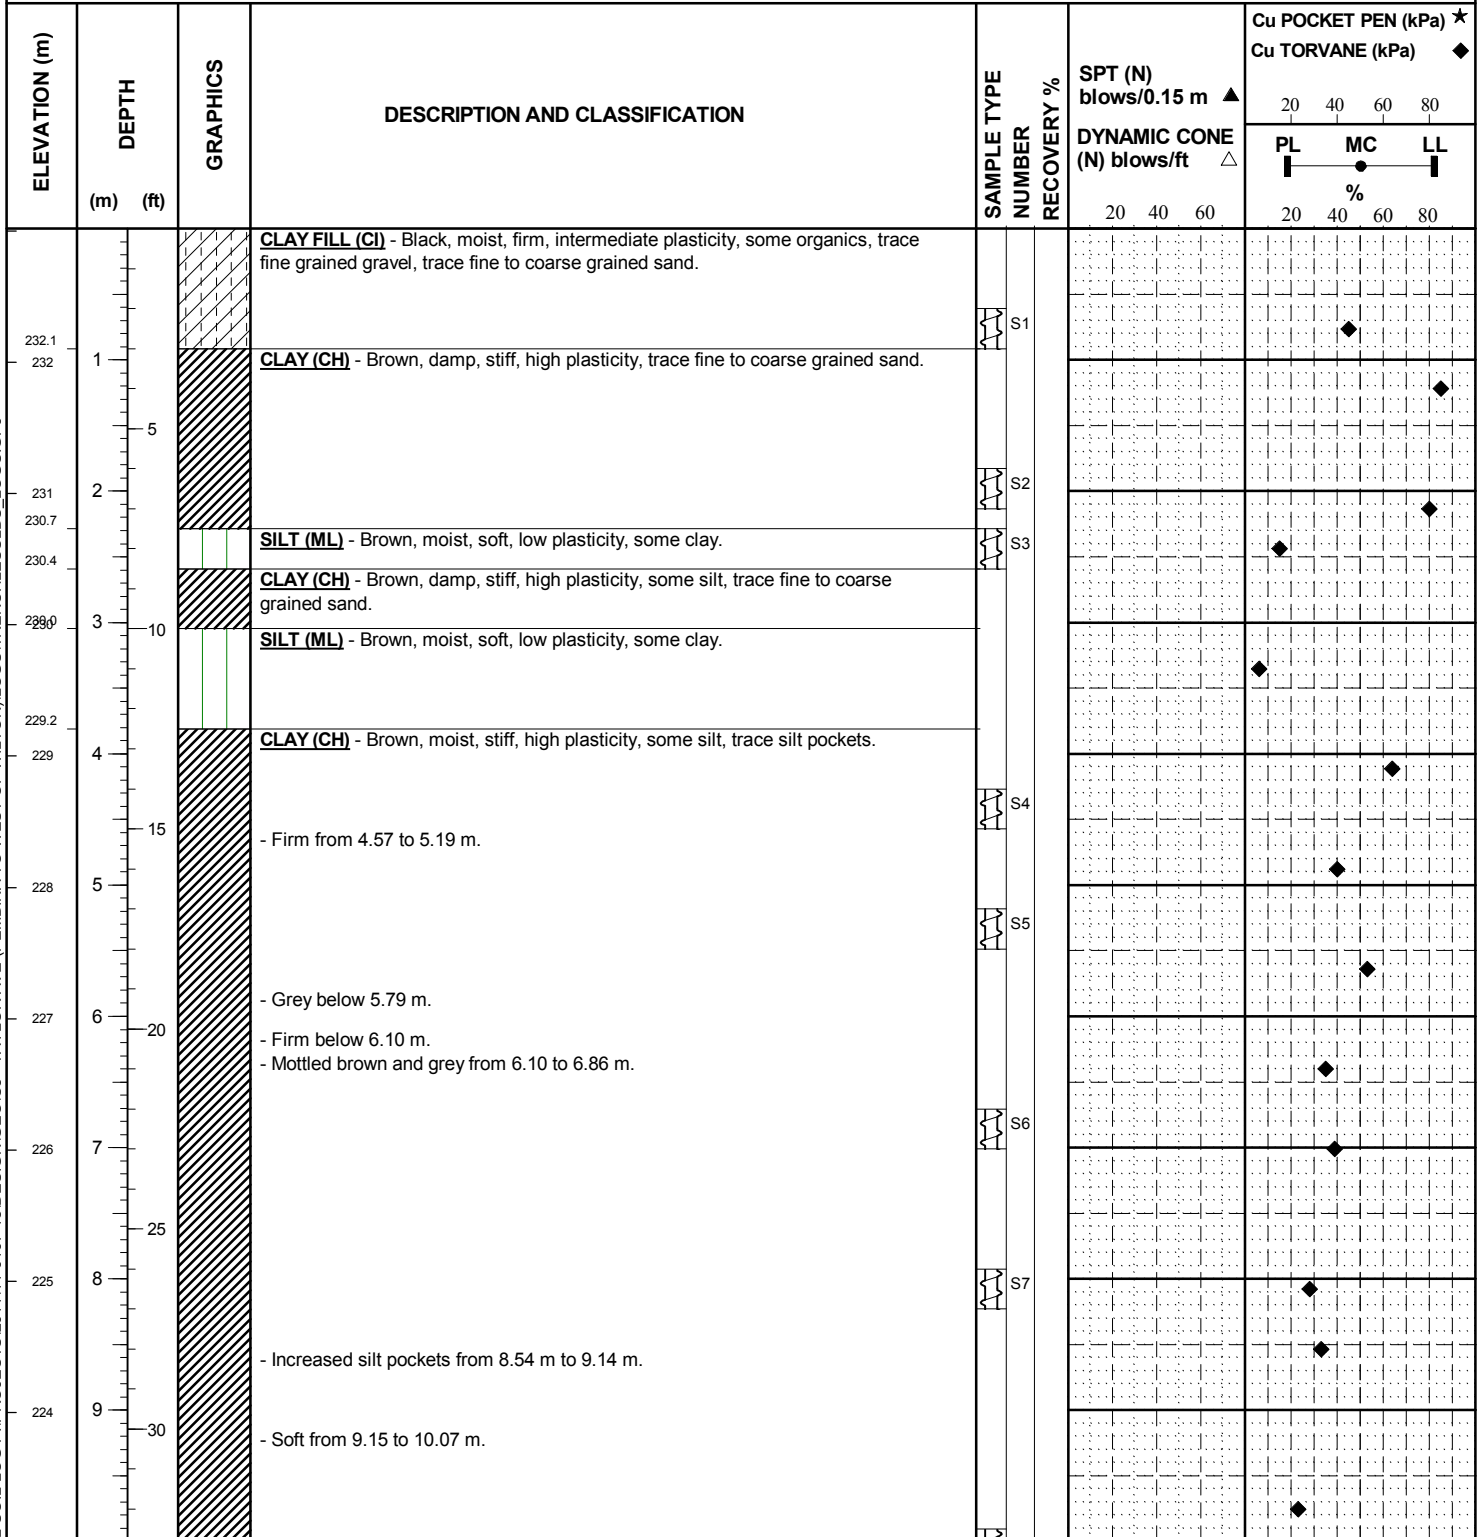 ELEVATION (m)
DEPTH
(m) (ft)
GRAPHICS
DESCRIPTION AND CLASSIFICATION
SAMPLE TYPE
NUMBER
RECOVERY %
SPT (N)
blows/0.15 m
DYNAMIC CONE
(N) blows/ft
20 40 60
Cu POCKET PEN (kPa)
Cu TORVANE (kPa)
20 40 60 80
PL MC LL
%
20 40 60 80
CLAY FILL (CI) - Black, moist, firm, intermediate plasticity, some organics, trace
fine grained gravel, trace fine to coarse grained sand.
S1
232.1
232 1
CLAY (CH) - Brown, damp, stiff, high plasticity, trace fine to coarse grained sand.
5
S2
231 2
230.7
SILT (ML) - Brown, moist, soft, low plasticity, some clay.
S3
230.4
CLAY (CH) - Brown, damp, stiff, high plasticity, some silt, trace fine to coarse
grained sand.
3 10
SILT (ML) - Brown, moist, soft, low plasticity, some clay.
229.2
CLAY (CH) - Brown, moist, stiff, high plasticity, some silt, trace silt pockets.
229 4
S4
15
- Firm from 4.57 to 5.19 m.
228 5
S5
- Grey below 5.79 m.
227 6 20
- Firm below 6.10 m.
- Mottled brown and grey from 6.10 to 6.86 m.
S6
226 7
25
225 8
S7
- Increased silt pockets from 8.54 m to 9.14 m.
224 9
30
- Soft from 9.15 to 10.07 m.